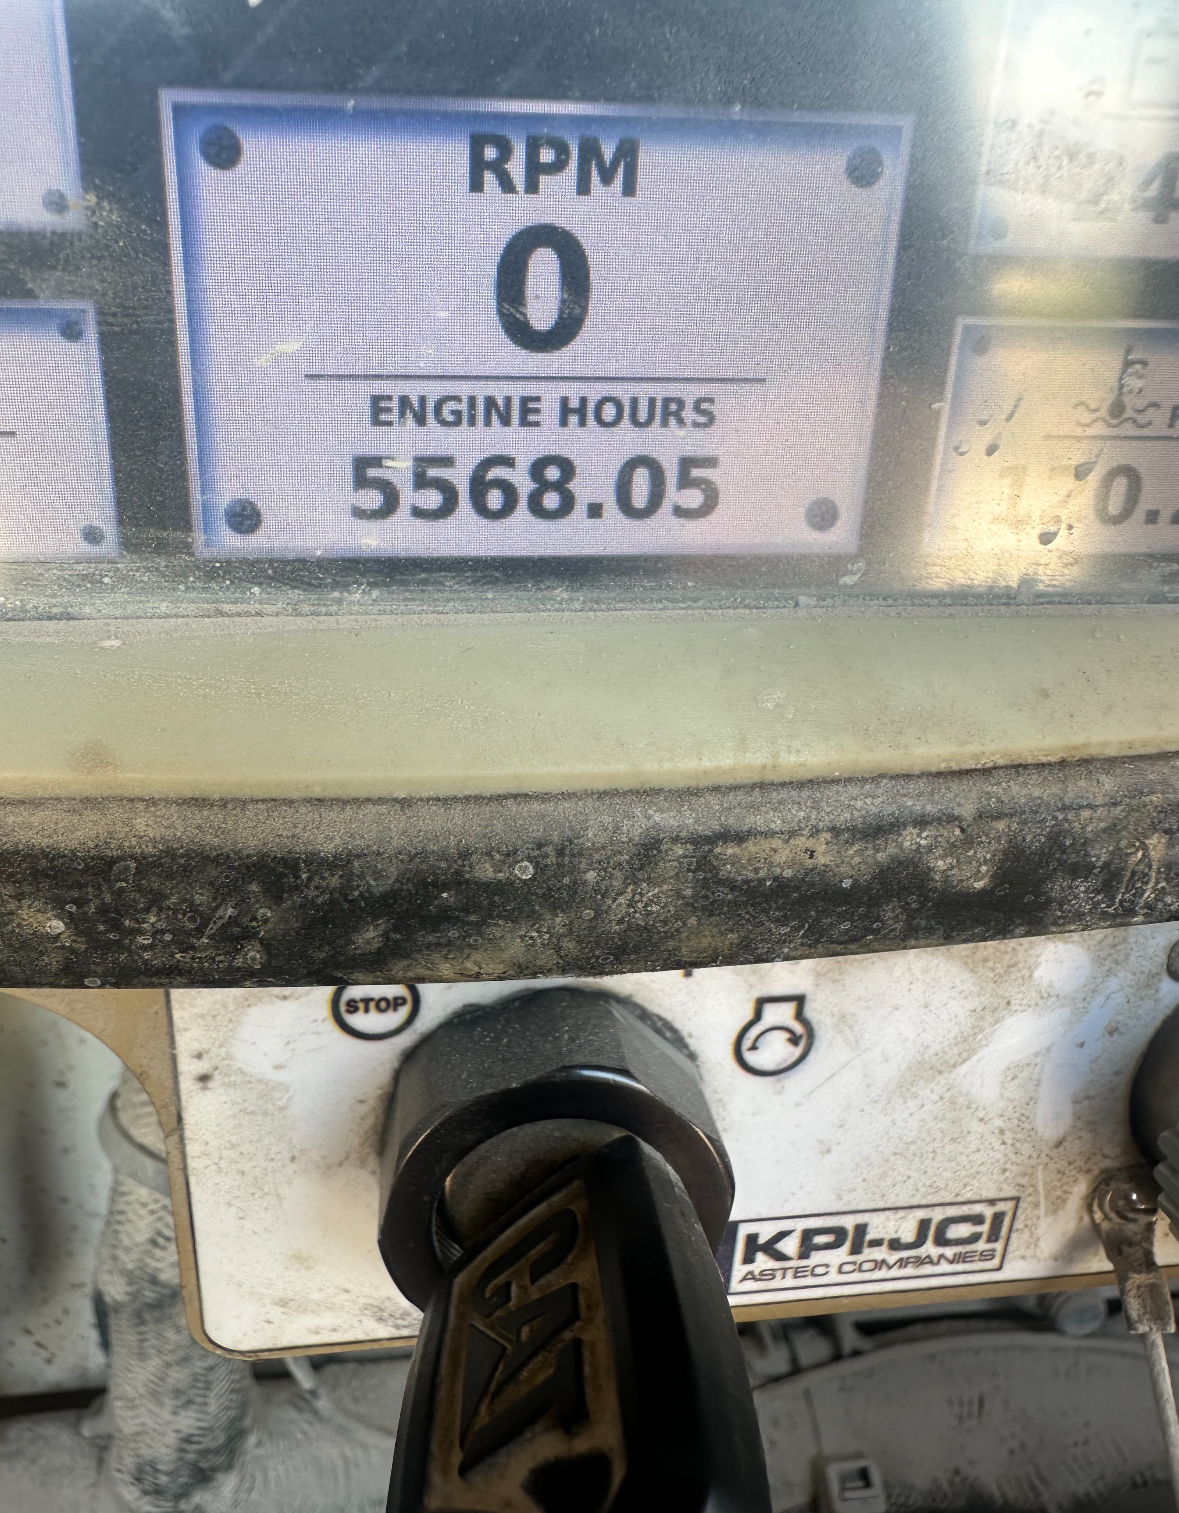 RPM
0
ENGINE HOURS
5568.05
STOP
KPI-JCI
ASTEC COMPANIES
CAT